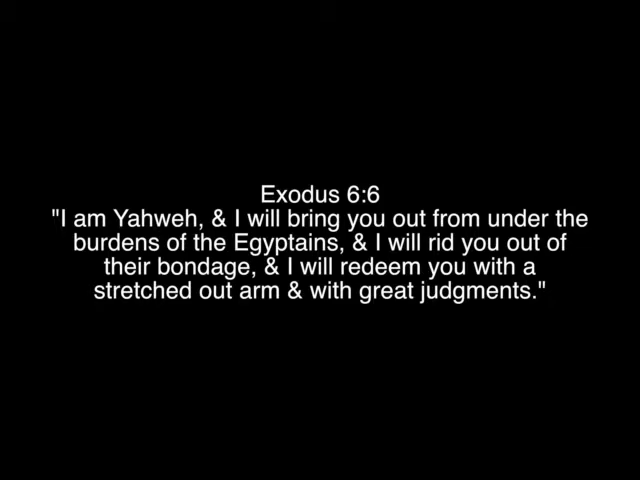 Exodus 6:6
"I am Yahweh, & I will bring you out from under the
burdens of the Egyptains, & I will rid you out of
their bondage, & I will redeem you with a
stretched out arm & with great judgments."